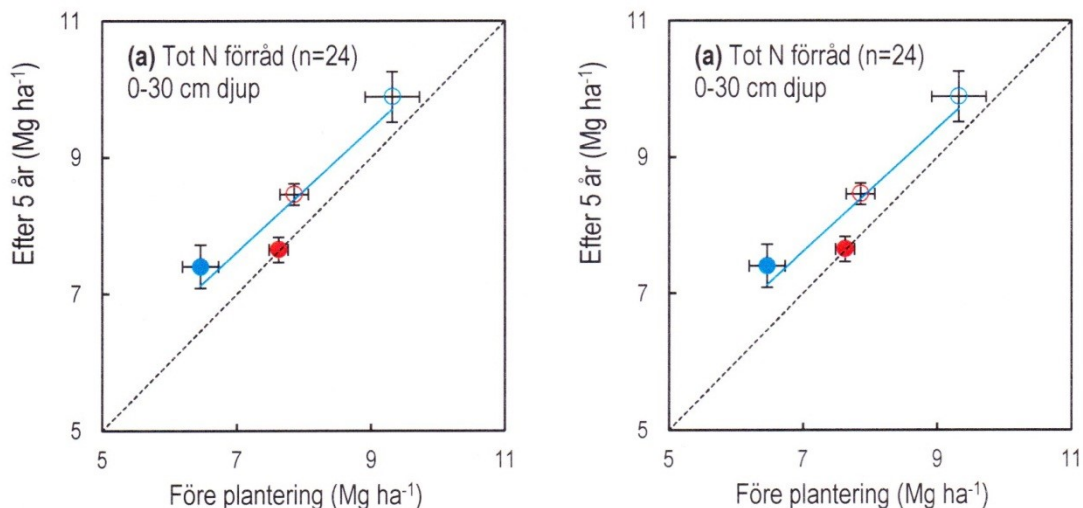 11
(a) Tot N förråd (n=24)
0-30 cm djup
9
7
5
5 7 9 11
Efter 5 år (Mg ha⁻¹)
Före plantering (Mg ha⁻¹)
11
(a) Tot N förråd (n=24)
0-30 cm djup
9
7
5
5 7 9 11
Efter 5 år (Mg ha⁻¹)
Före plantering (Mg ha⁻¹)